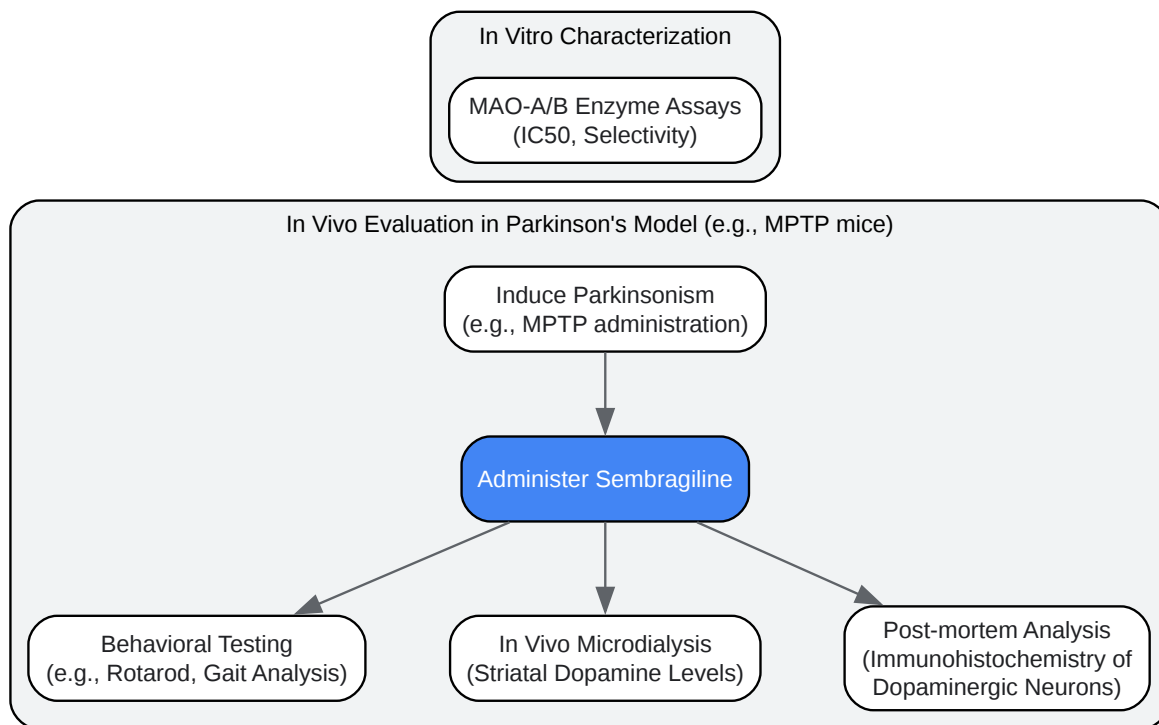 In Vitro Characterization
MAO-A/B Enzyme Assays
(IC50, Selectivity)
In Vivo Evaluation in Parkinson's Model (e.g., MPTP mice)
Induce Parkinsonism
(e.g., MPTP administration)
Administer Sembragiline
Behavioral Testing
(e.g., Rotarod, Gait Analysis)
In Vivo Microdialysis
(Striatal Dopamine Levels)
Post-mortem Analysis
(Immunohistochemistry of
Dopaminergic Neurons)